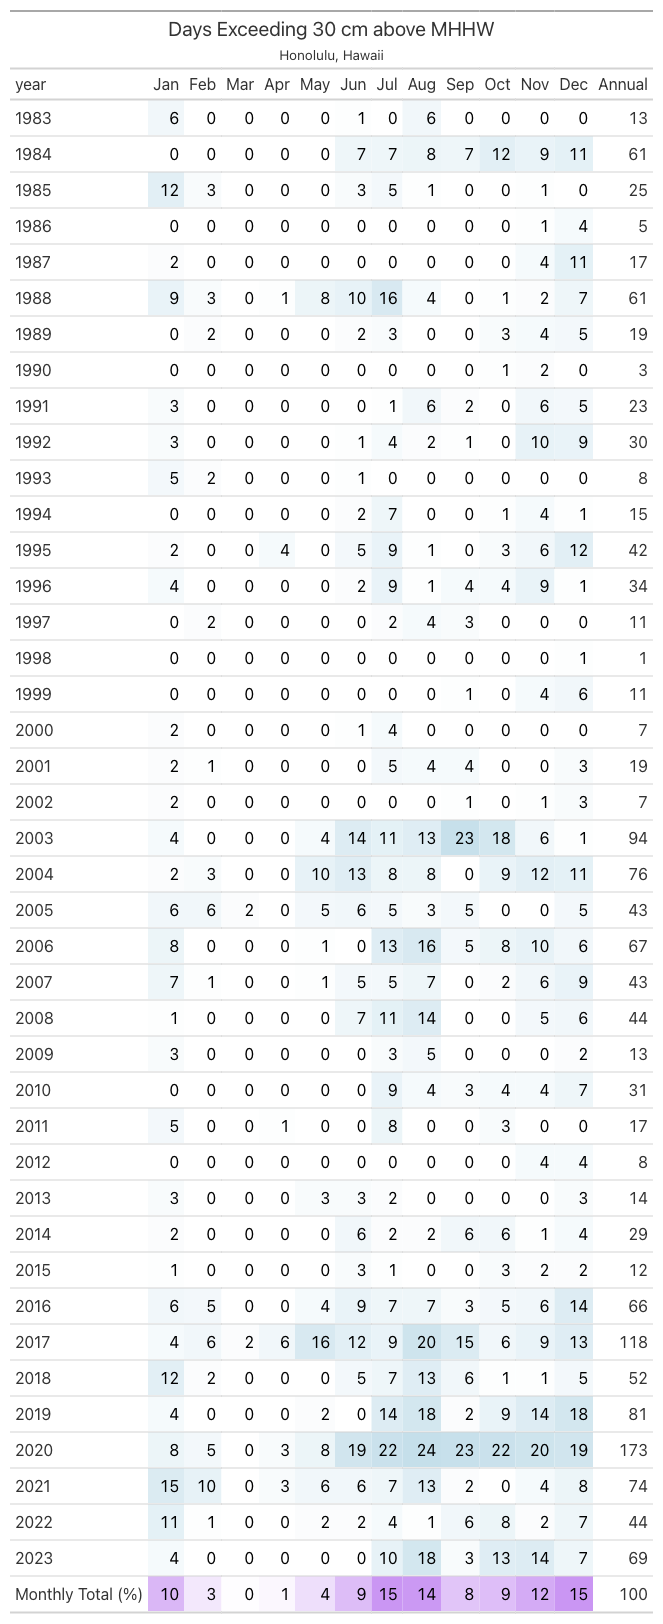 Days Exceeding 30 cm above MHHW
Honolulu, Hawaii
year Jan Feb Mar Apr May Jun Jul Aug Sep Oct Nov Dec Annual
1983 6 0 0 0 0 1 0 6 0 0 0 0 13
1984 0 0 0 0 0 7 7 8 7 12 9 11 61
1985 12 3 0 0 0 3 5 1 0 0 1 0 25
1986 0 0 0 0 0 0 0 0 0 0 1 4 5
1987 2 0 0 0 0 0 0 0 0 0 4 11 17
1988 9 3 0 1 8 10 16 4 0 1 2 7 61
1989 0 2 0 0 0 2 3 0 0 3 4 5 19
1990 0 0 0 0 0 0 0 0 0 1 2 0 3
1991 3 0 0 0 0 0 1 6 2 0 6 5 23
1992 3 0 0 0 0 1 4 2 1 0 10 9 30
1993 5 2 0 0 0 1 0 0 0 0 0 0 8
1994 0 0 0 0 0 2 7 0 0 1 4 1 15
1995 2 0 0 4 0 5 9 1 0 3 6 12 42
1996 4 0 0 0 0 2 9 1 4 4 9 1 34
1997 0 2 0 0 0 0 2 4 3 0 0 0 11
1998 0 0 0 0 0 0 0 0 0 0 0 1 1
1999 0 0 0 0 0 0 0 0 1 0 4 6 11
2000 2 0 0 0 0 1 4 0 0 0 0 0 7
2001 2 1 0 0 0 0 5 4 4 0 0 3 19
2002 2 0 0 0 0 0 0 0 1 0 1 3 7
2003 4 0 0 0 4 14 11 13 23 18 6 1 94
2004 2 3 0 0 10 13 8 8 0 9 12 11 76
2005 6 6 2 0 5 6 5 3 5 0 0 5 43
2006 8 0 0 0 1 0 13 16 5 8 10 6 67
2007 7 1 0 0 1 5 5 7 0 2 6 9 43
2008 1 0 0 0 0 7 11 14 0 0 5 6 44
2009 3 0 0 0 0 0 3 5 0 0 0 2 13
2010 0 0 0 0 0 0 9 4 3 4 4 7 31
2011 5 0 0 1 0 0 8 0 0 3 0 0 17
2012 0 0 0 0 0 0 0 0 0 0 4 4 8
2013 3 0 0 0 3 3 2 0 0 0 0 3 14
2014 2 0 0 0 0 6 2 2 6 6 1 4 29
2015 1 0 0 0 0 3 1 0 0 3 2 2 12
2016 6 5 0 0 4 9 7 7 3 5 6 14 66
2017 4 6 2 6 16 12 9 20 15 6 9 13 118
2018 12 2 0 0 0 5 7 13 6 1 1 5 52
2019 4 0 0 0 2 0 14 18 2 9 14 18 81
2020 8 5 0 3 8 19 22 24 23 22 20 19 173
2021 15 10 0 3 6 6 7 13 2 0 4 8 74
2022 11 1 0 0 2 2 4 1 6 8 2 7 44
2023 4 0 0 0 0 0 10 18 3 13 14 7 69
Monthly Total (%) 10 3 0 1 4 9 15 14 8 9 12 15 100